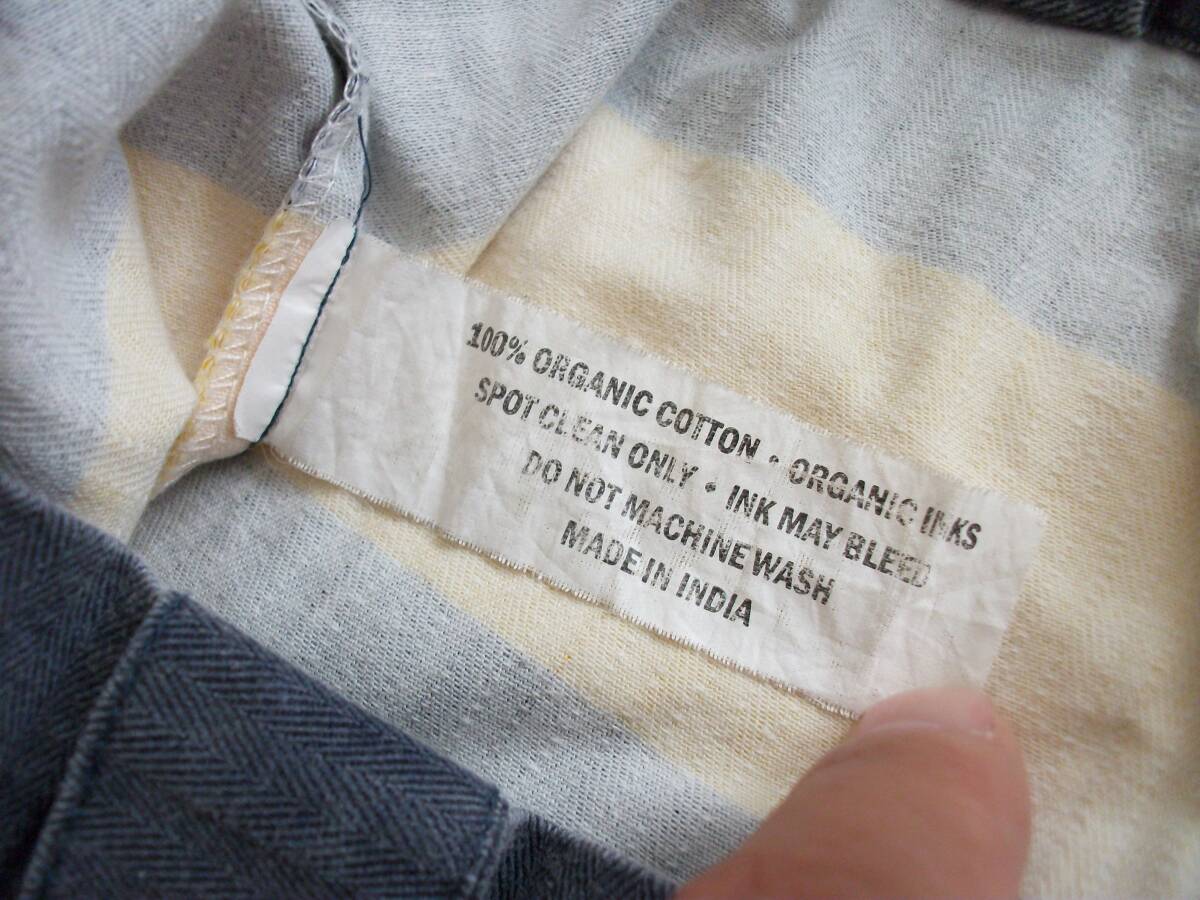 100% ORGANIC COTTON • ORGANIC INKS
SPOT CLEAN ONLY • INK MAY BLEED
DO NOT MACHINE WASH
MADE IN INDIA